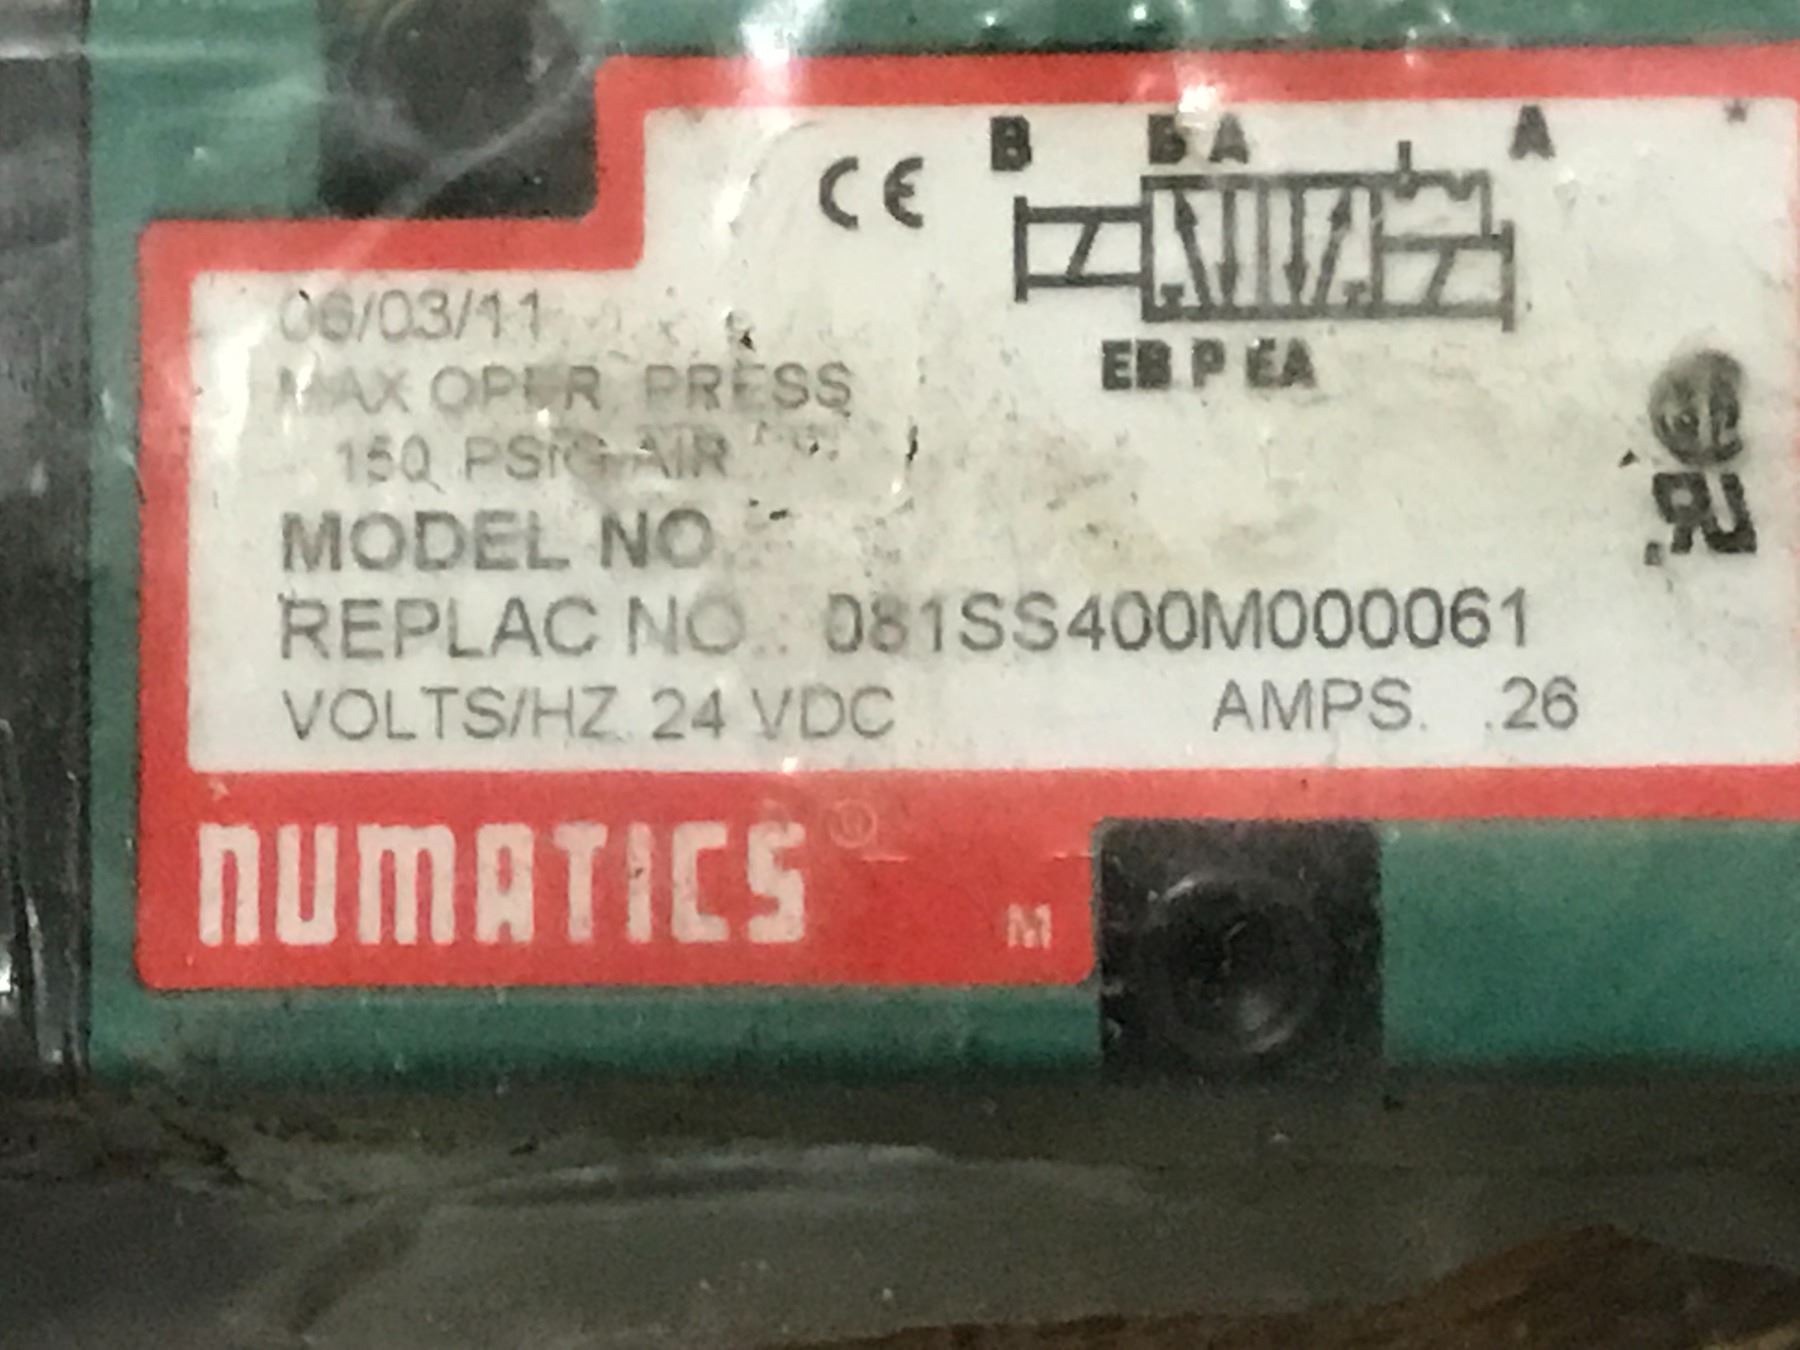 CE
B B A A
EB P EA
06/03/11
MAX OPER PRESS
150 PSIG AIR
MODEL NO
REPLAC NO.. 081SS400M000061
VOLTS/HZ. 24 VDC AMPS. .26
NUMATICS ®
M